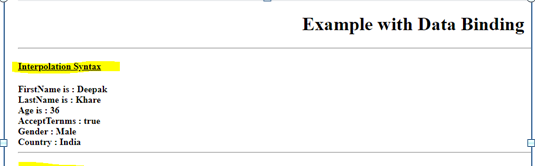 Example with Data Binding
Interpolation Syntax
FirstName is : Deepak
LastName is : Khare
Age is : 36
AcceptTernms : true
Gender : Male
Country : India